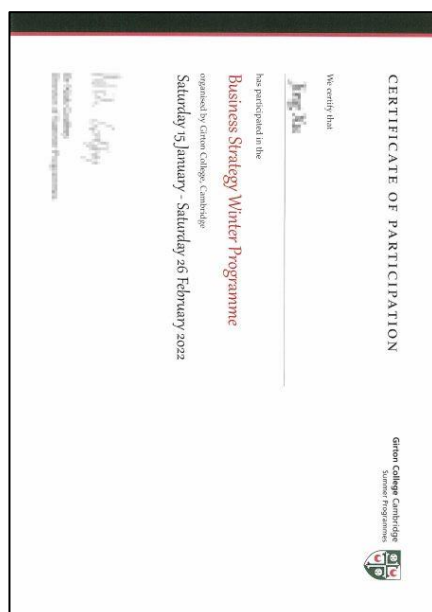 CERTIFICATE OF PARTICIPATION
Girton College Cambridge
Summer Programmes
We certify that
has participated in the
Business Strategy Winter Programme
organised by Girton College, Cambridge
Saturday 15 January - Saturday 26 February 2022